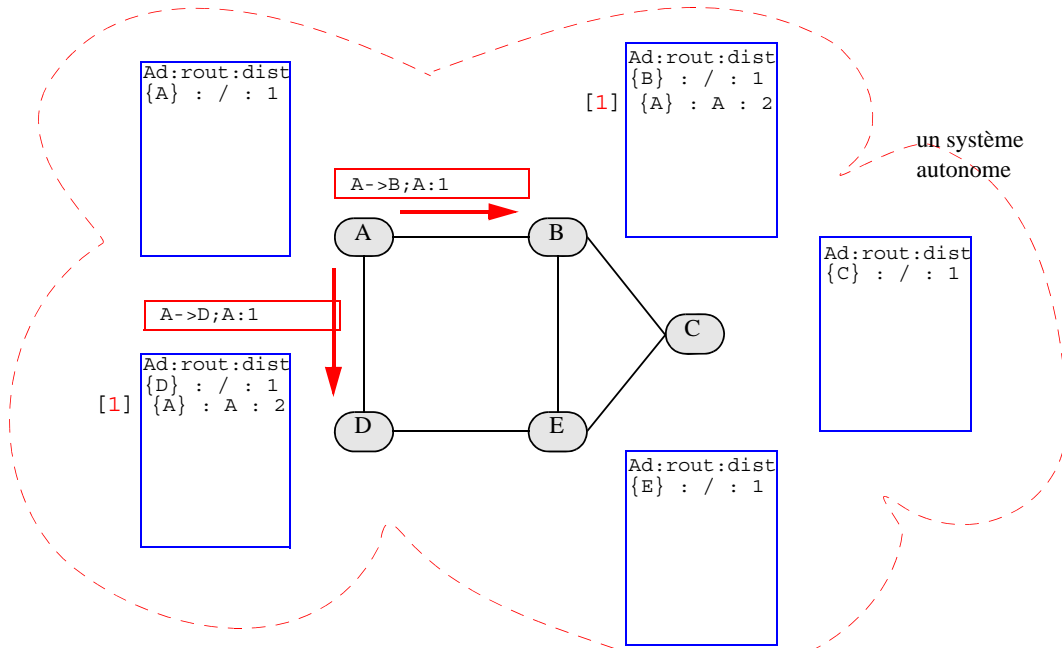 Ad:rout:dist
{A} : / : 1
Ad:rout:dist
{B} : / : 1
[1] {A} : A : 2
un système
autonome
A->B;A:1
A
B
Ad:rout:dist
{C} : / : 1
A->D;A:1
C
Ad:rout:dist
{D} : / : 1
[1] {A} : A : 2
D
E
Ad:rout:dist
{E} : / : 1